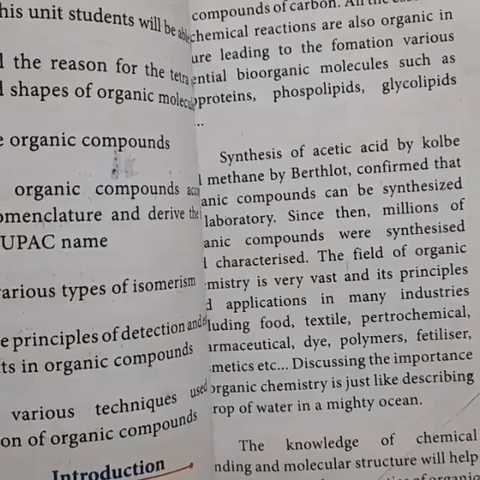 his unit students will be able
d the reason for the tetra
d shapes of organic molecu
e organic compounds
organic compounds acco
omenclature and derive the
UPAC name
various types of isomerism
e principles of detection and e
ts in organic compounds
various techniques used
on of organic compounds
Introduction
compounds of carbon. All the
chemical reactions are also organic in
ure leading to the fomation various
ential bioorganic molecules such as
oproteins, phospolipids, glycolipids
..
Synthesis of acetic acid by kolbe
l methane by Berthlot, confirmed that
anic compounds can be synthesized
laboratory. Since then, millions of
anic compounds were synthesised
l characterised. The field of organic
mistry is very vast and its principles
d applications in many industries
luding food, textile, pertrochemical,
armaceutical, dye, polymers, fetiliser,
metics etc... Discussing the importance
organic chemistry is just like describing
rop of water in a mighty ocean.
The knowledge of chemical
nding and molecular structure will help